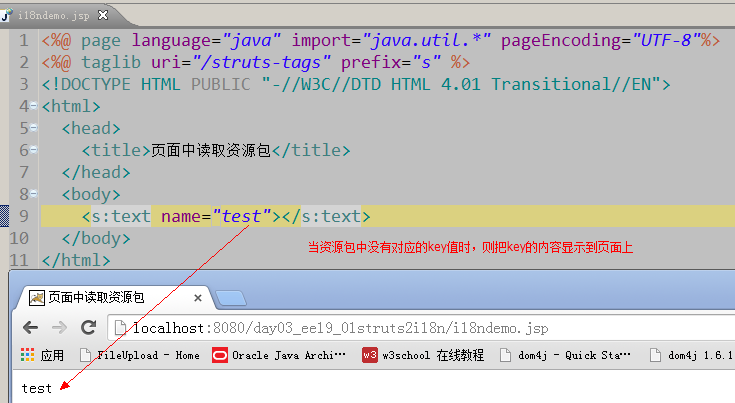 i18ndemo.jsp
1 <%@ page language="java" import="java.util.*" pageEncoding="UTF-8"%>
2 <%@ taglib uri="/struts-tags" prefix="s" %>
3 <!DOCTYPE HTML PUBLIC "-//W3C//DTD HTML 4.01 Transitional//EN">
4 <html>
5 <head>
6 <title>页面中读取资源包</title>
7 </head>
8 <body>
9 <s:text name="test"></s:text>
10 </body>
当资源包中没有对应的key值时，则把key的内容显示到页面上
11 </html>
页面中读取资源包
localhost:8080/day03_ee19_01struts2i18n/i18ndemo.jsp
应用 FileUpload - Home Oracle Java Archi… w3 w3school 在线教程 dom4j - Quick Sta… dom4j 1.6.1
test